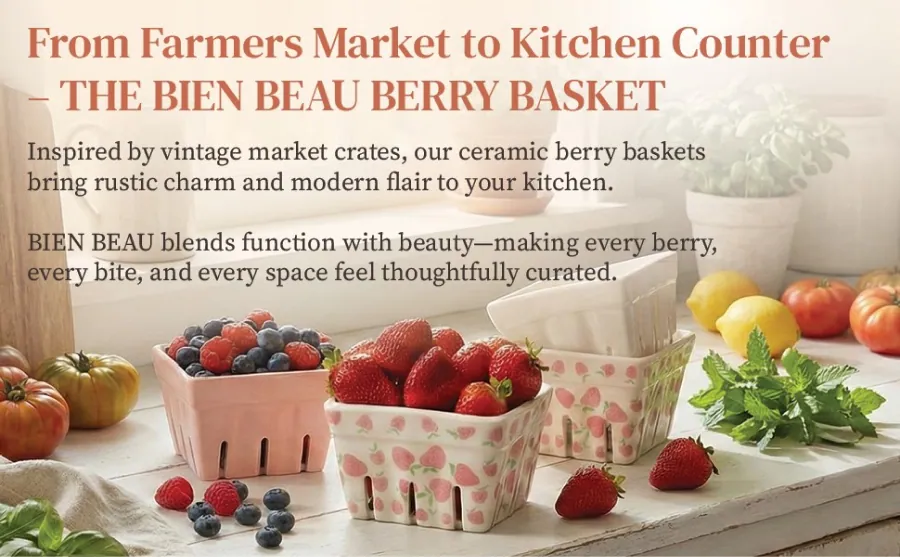 From Farmers Market to Kitchen Counter
– THE BIEN BEAU BERRY BASKET
Inspired by vintage market crates, our ceramic berry baskets
bring rustic charm and modern flair to your kitchen.
BIEN BEAU blends function with beauty—making every berry,
every bite, and every space feel thoughtfully curated.